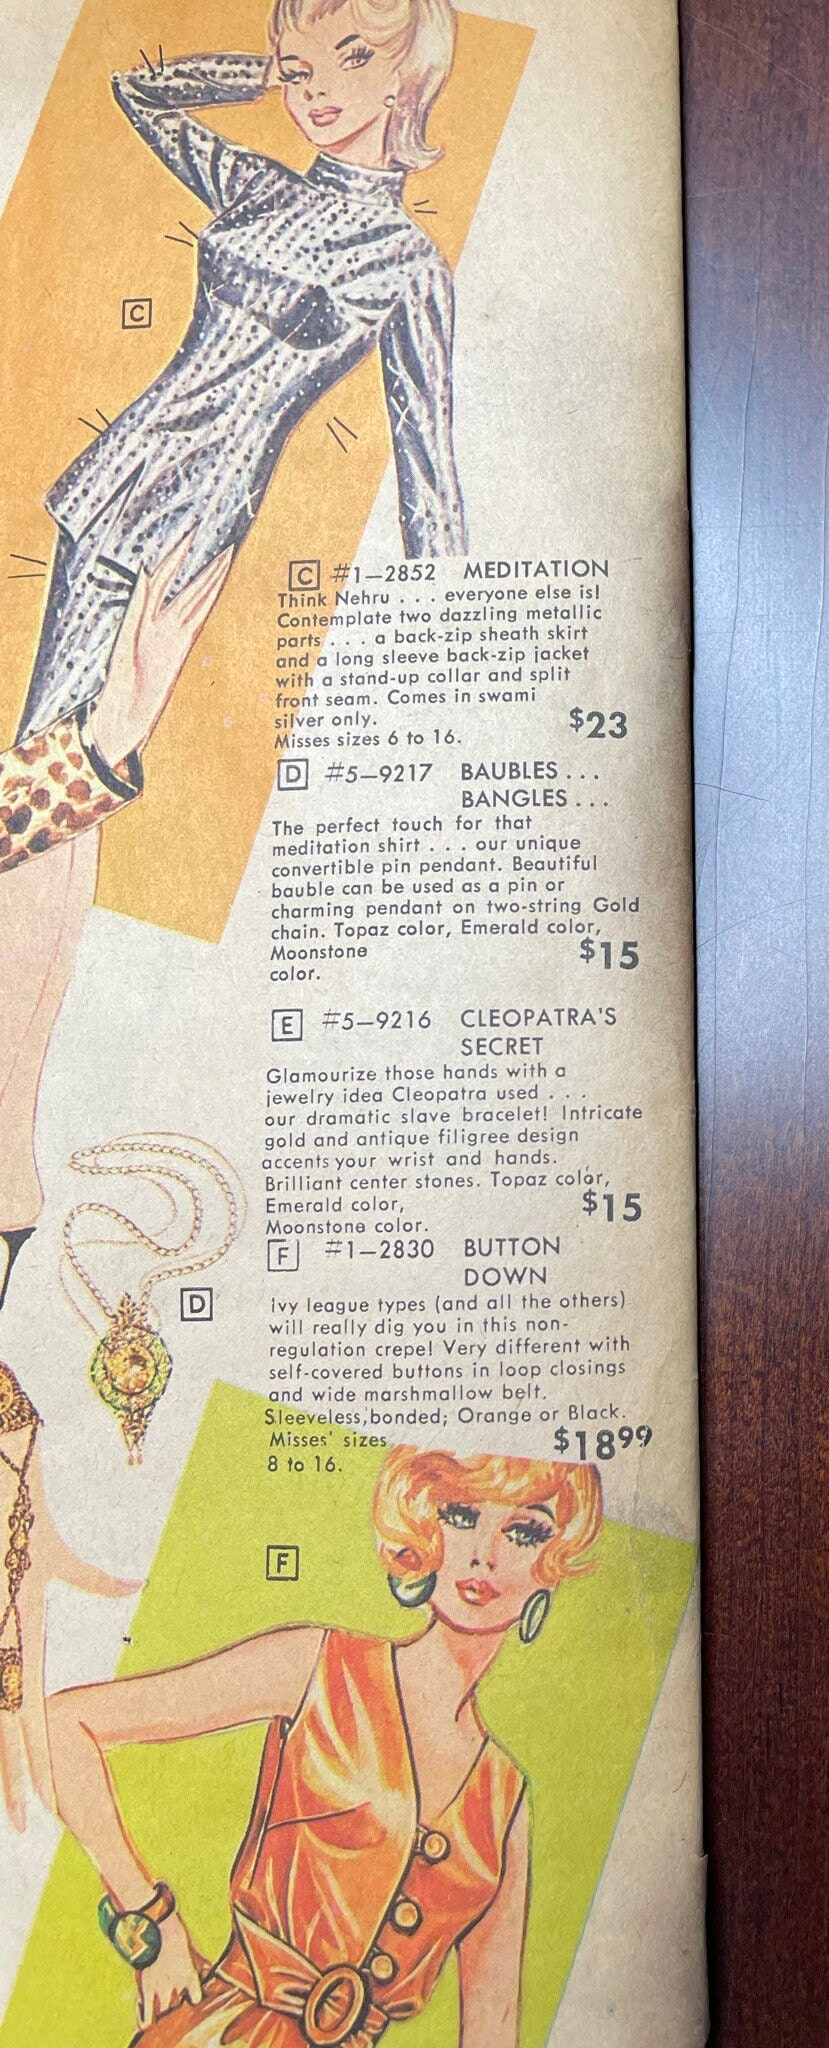 C
C #1–2852 MEDITATION
Think Nehru . . . everyone else is!
Contemplate two dazzling metallic
parts . . . a back-zip sheath skirt
and a long sleeve back-zip jacket
with a stand-up collar and split
front seam. Comes in swami
silver only. $23
Misses sizes 6 to 16.
D #5–9217 BAUBLES . . .
BANGLES . . .
The perfect touch for that
meditation shirt . . . our unique
convertible pin pendant. Beautiful
bauble can be used as a pin or
charming pendant on two-string Gold
chain. Topaz color, Emerald color,
Moonstone $15
color.
E #5–9216 CLEOPATRA'S
SECRET
Glamourize those hands with a
jewelry idea Cleopatra used . . .
our dramatic slave bracelet! Intricate
gold and antique filigree design
accents your wrist and hands.
Brilliant center stones. Topaz color,
Emerald color, $15
Moonstone color.
F #1–2830 BUTTON
DOWN
D
Ivy league types (and all the others)
will really dig you in this non-
regulation crepe! Very different with
self-covered buttons in loop closings
and wide marshmallow belt.
Sleeveless, bonded; Orange or Black.
Misses' sizes $18.99
8 to 16.
F